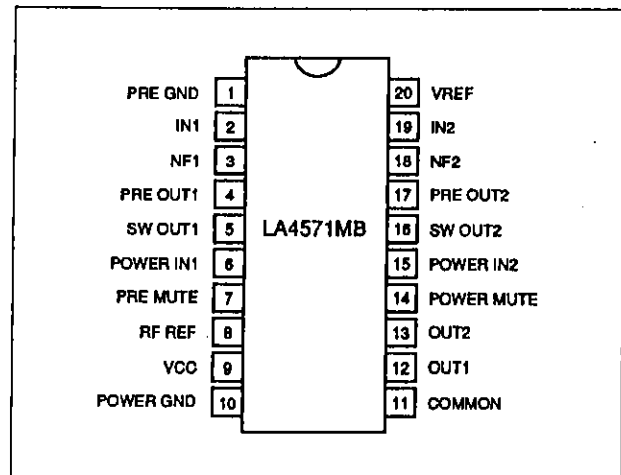 PRE GND 1 20 VREF
IN1 2 19 IN2
NF1 3 18 NF2
PRE OUT1 4 17 PRE OUT2
SW OUT1 5 LA4571MB 16 SW OUT2
POWER IN1 6 15 POWER IN2
PRE MUTE 7 14 POWER MUTE
RF REF 8 13 OUT2
VCC 9 12 OUT1
POWER GND 10 11 COMMON